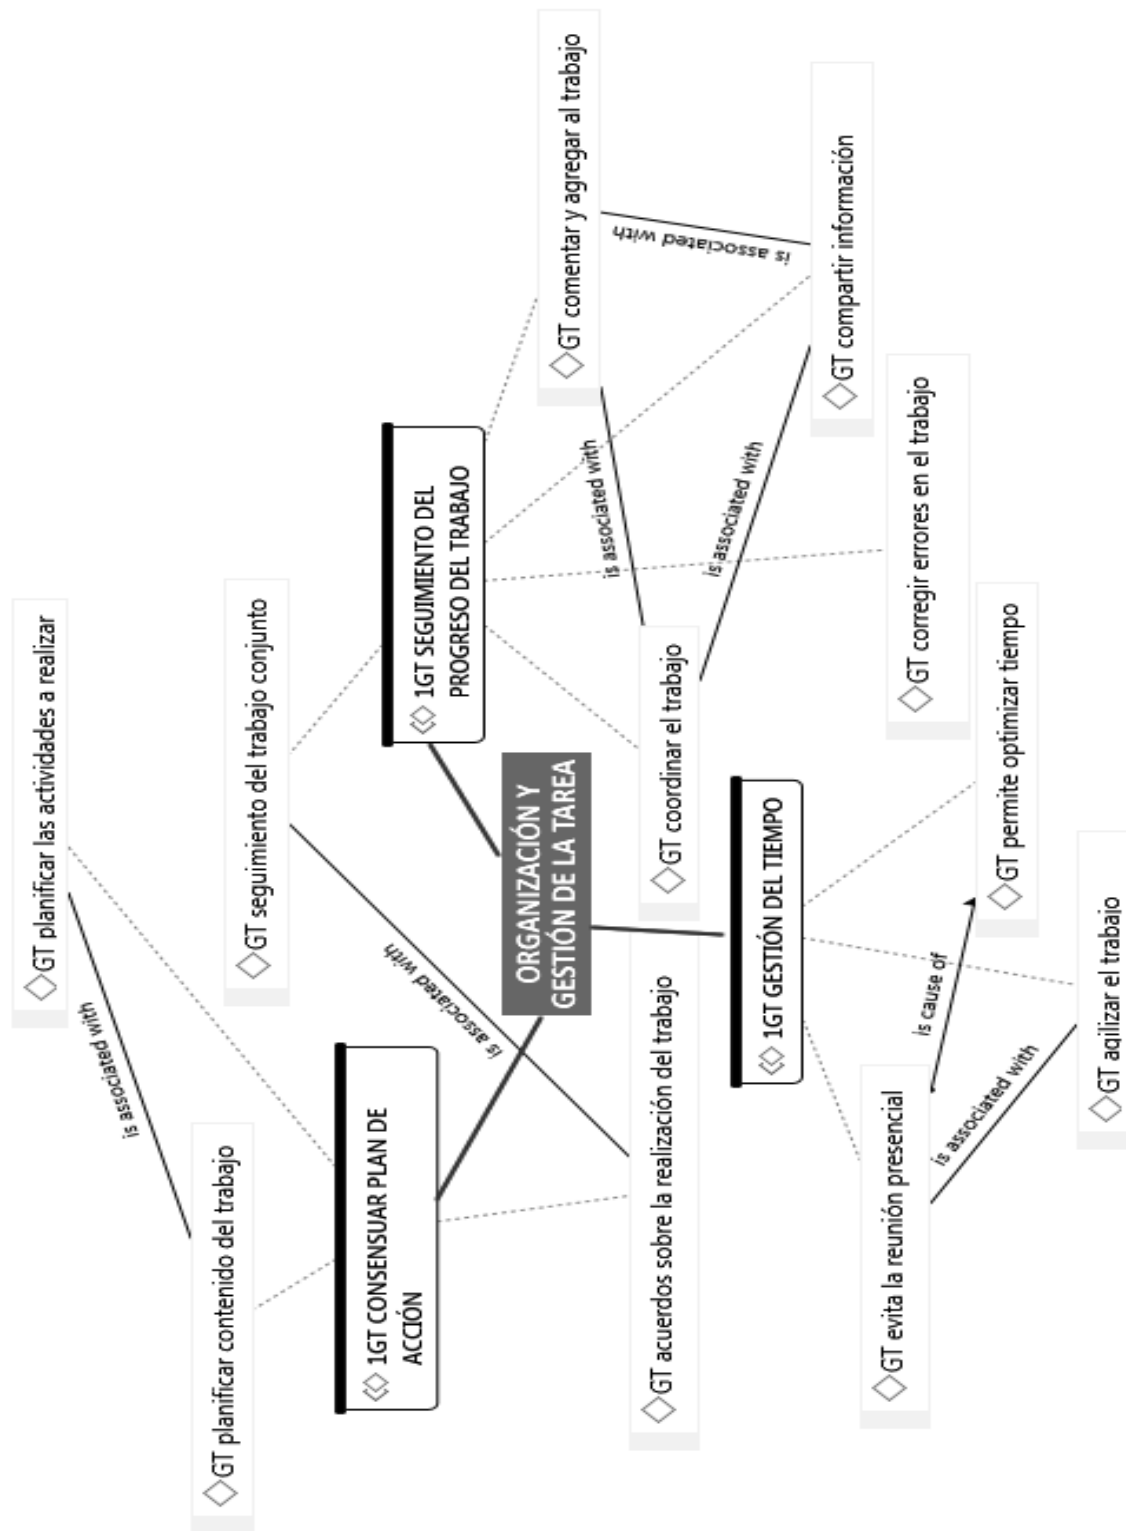 GT planificar las actividades a realizar
is associated with
GT planificar contenido del trabajo
GT seguimiento del trabajo conjunto
1GT CONSENSUAR PLAN DE
ACCIÓN
1GT SEGUIMIENTO DEL
PROGRESO DEL TRABAJO
is associated with
ORGANIZACIÓN Y
GESTIÓN DE LA TAREA
GT comentar y agregar al trabajo
is associated with
is associated with
is associated with
GT acuerdos sobre la realización del trabajo
GT coordinar el trabajo
1GT GESTIÓN DEL TIEMPO
GT compartir información
GT corregir errores en el trabajo
GT evita la reunión presencial
is cause of
is associated with
GT permite optimizar tiempo
GT aqilizar el trabajo